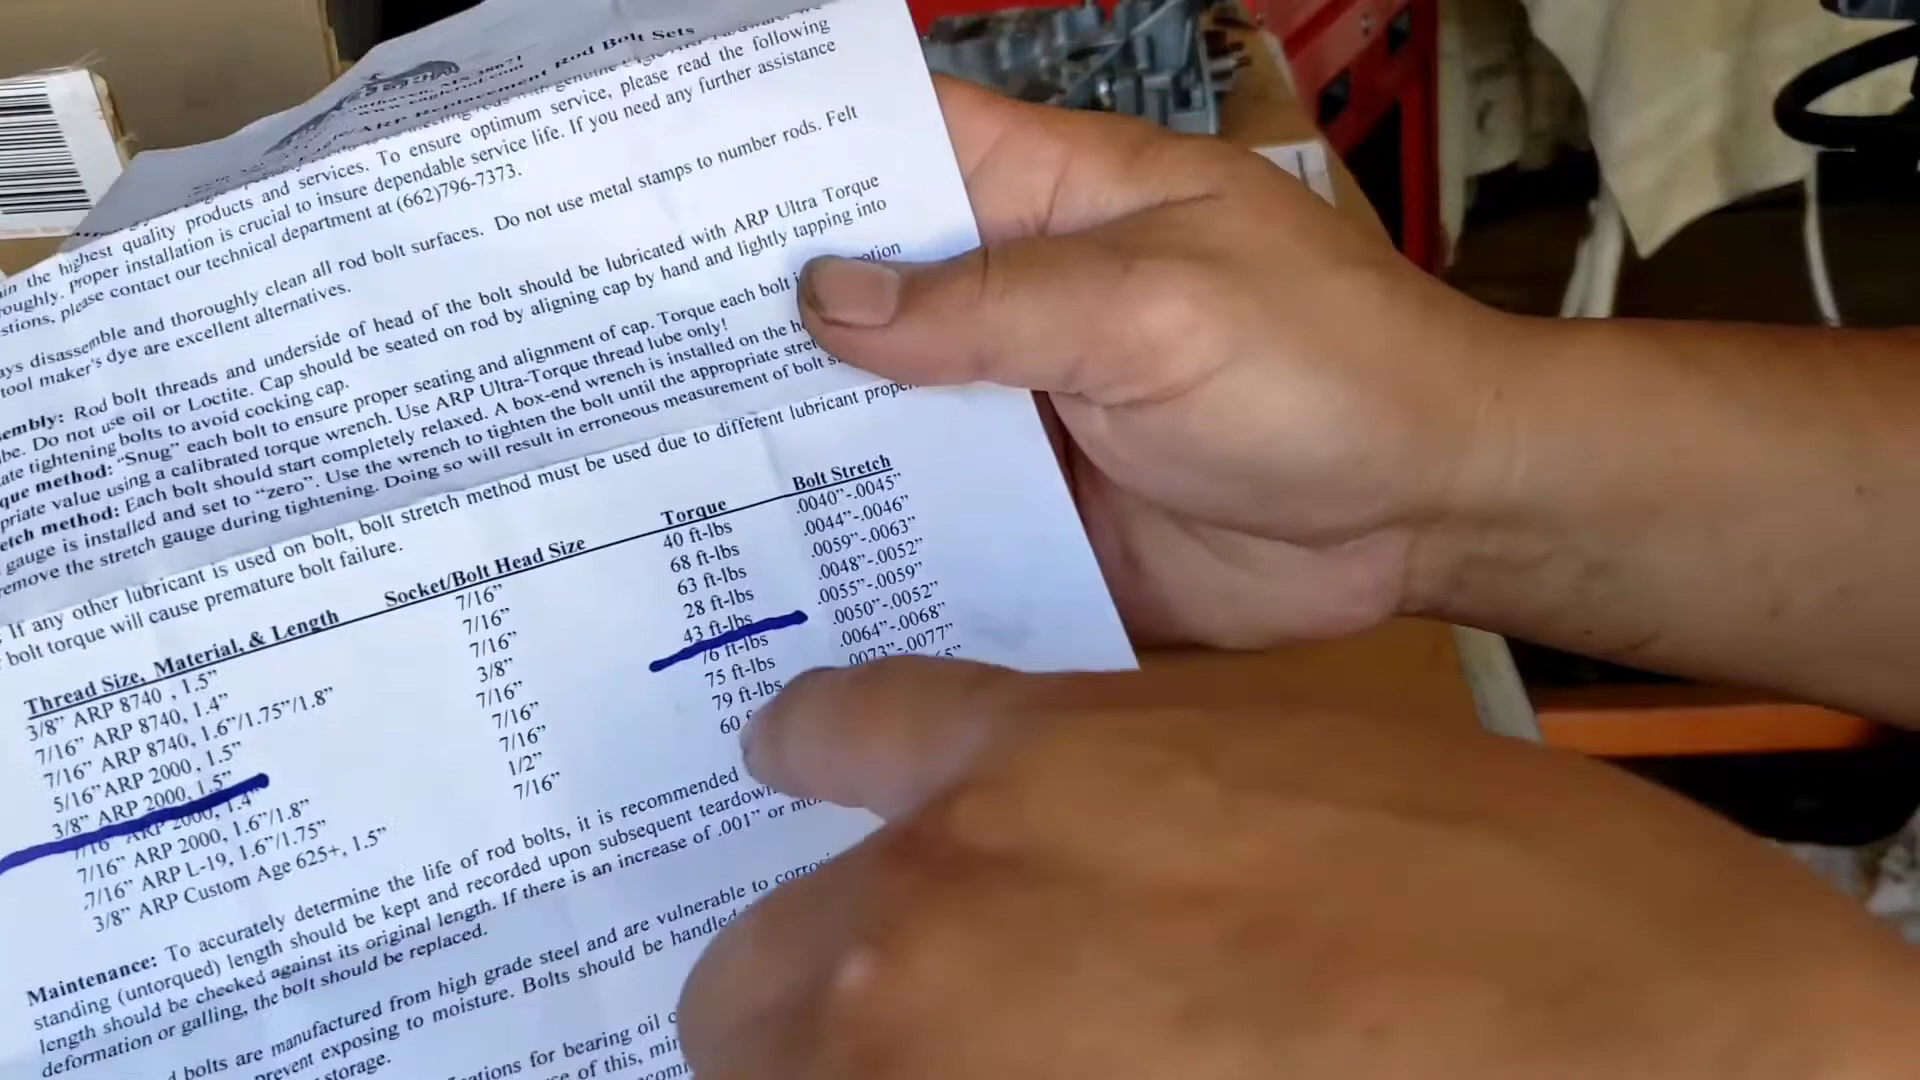 Replacement Rod Bolt Sets
in the highest quality products and services. To ensure optimum service, please read the following
roughly. proper installation is crucial to insure dependable service life. If you need any further assistance
stions, please contact our technical department at (662)796-7373.
ays disassemble and thoroughly clean all rod bolt surfaces. Do not use metal stamps to number rods. Felt
tool maker's dye are excellent alternatives.
embly: Rod bolt threads and underside of head of the bolt should be lubricated with ARP Ultra Torque
be. Do not use oil or Loctite. Cap should be seated on rod by aligning cap by hand and lightly tapping into
ate tightening bolts to avoid cocking cap.
que method: "Snug" each bolt to ensure proper seating and alignment of cap. Torque each bolt i otion
priate value using a calibrated torque wrench. Use ARP Ultra-Torque thread lube only!
etch method: Each bolt should start completely relaxed. A box-end wrench is installed on the h
gauge is installed and set to "zero". Use the wrench to tighten the bolt until the appropriate stre
remove the stretch gauge during tightening. Doing so will result in erroneous measurement of bolt s
: If any other lubricant is used on bolt, bolt stretch method must be used due to different lubricant proper
bolt torque will cause premature bolt failure.
Thread Size, Material, & Length Socket/Bolt Head Size Torque Bolt Stretch
3/8" ARP 8740 , 1.5" 7/16" 40 ft-lbs .0040"-.0045"
7/16" ARP 8740, 1.4" 7/16" 68 ft-lbs .0044"-.0046"
7/16" ARP 8740, 1.6"/1.75"/1.8" 7/16" 63 ft-lbs .0059"-.0063"
5/16"ARP 2000, 1.5" 3/8" 28 ft-lbs .0048"-.0052"
3/8" ARP 2000, 1.5" 7/16" 43 ft-lbs .0055"-.0059"
7/16" ARP 2000, 1.4" 7/16" 76 ft-lbs .0050"-.0052"
7/16" ARP 2000, 1.6"/1.8" 7/16" 75 ft-lbs .0064"-.0068"
7/16" ARP L-19, 1.6"/1.75" 1/2" 79 ft-lbs .0073"-.0077"
3/8" ARP Custom Age 625+, 1.5" 7/16" 60
Maintenance: To accurately determine the life of rod bolts, it is recommended
standing (untorqued) length should be kept and recorded upon subsequent teardown
length should be checked against its original length. If there is an increase of .001" or mo
deformation or galling, the bolt should be replaced.
bolts are manufactured from high grade steel and are vulnerable to corrosi
prevent exposing to moisture. Bolts should be handled
storage.
ations for bearing oil c
se of this, min